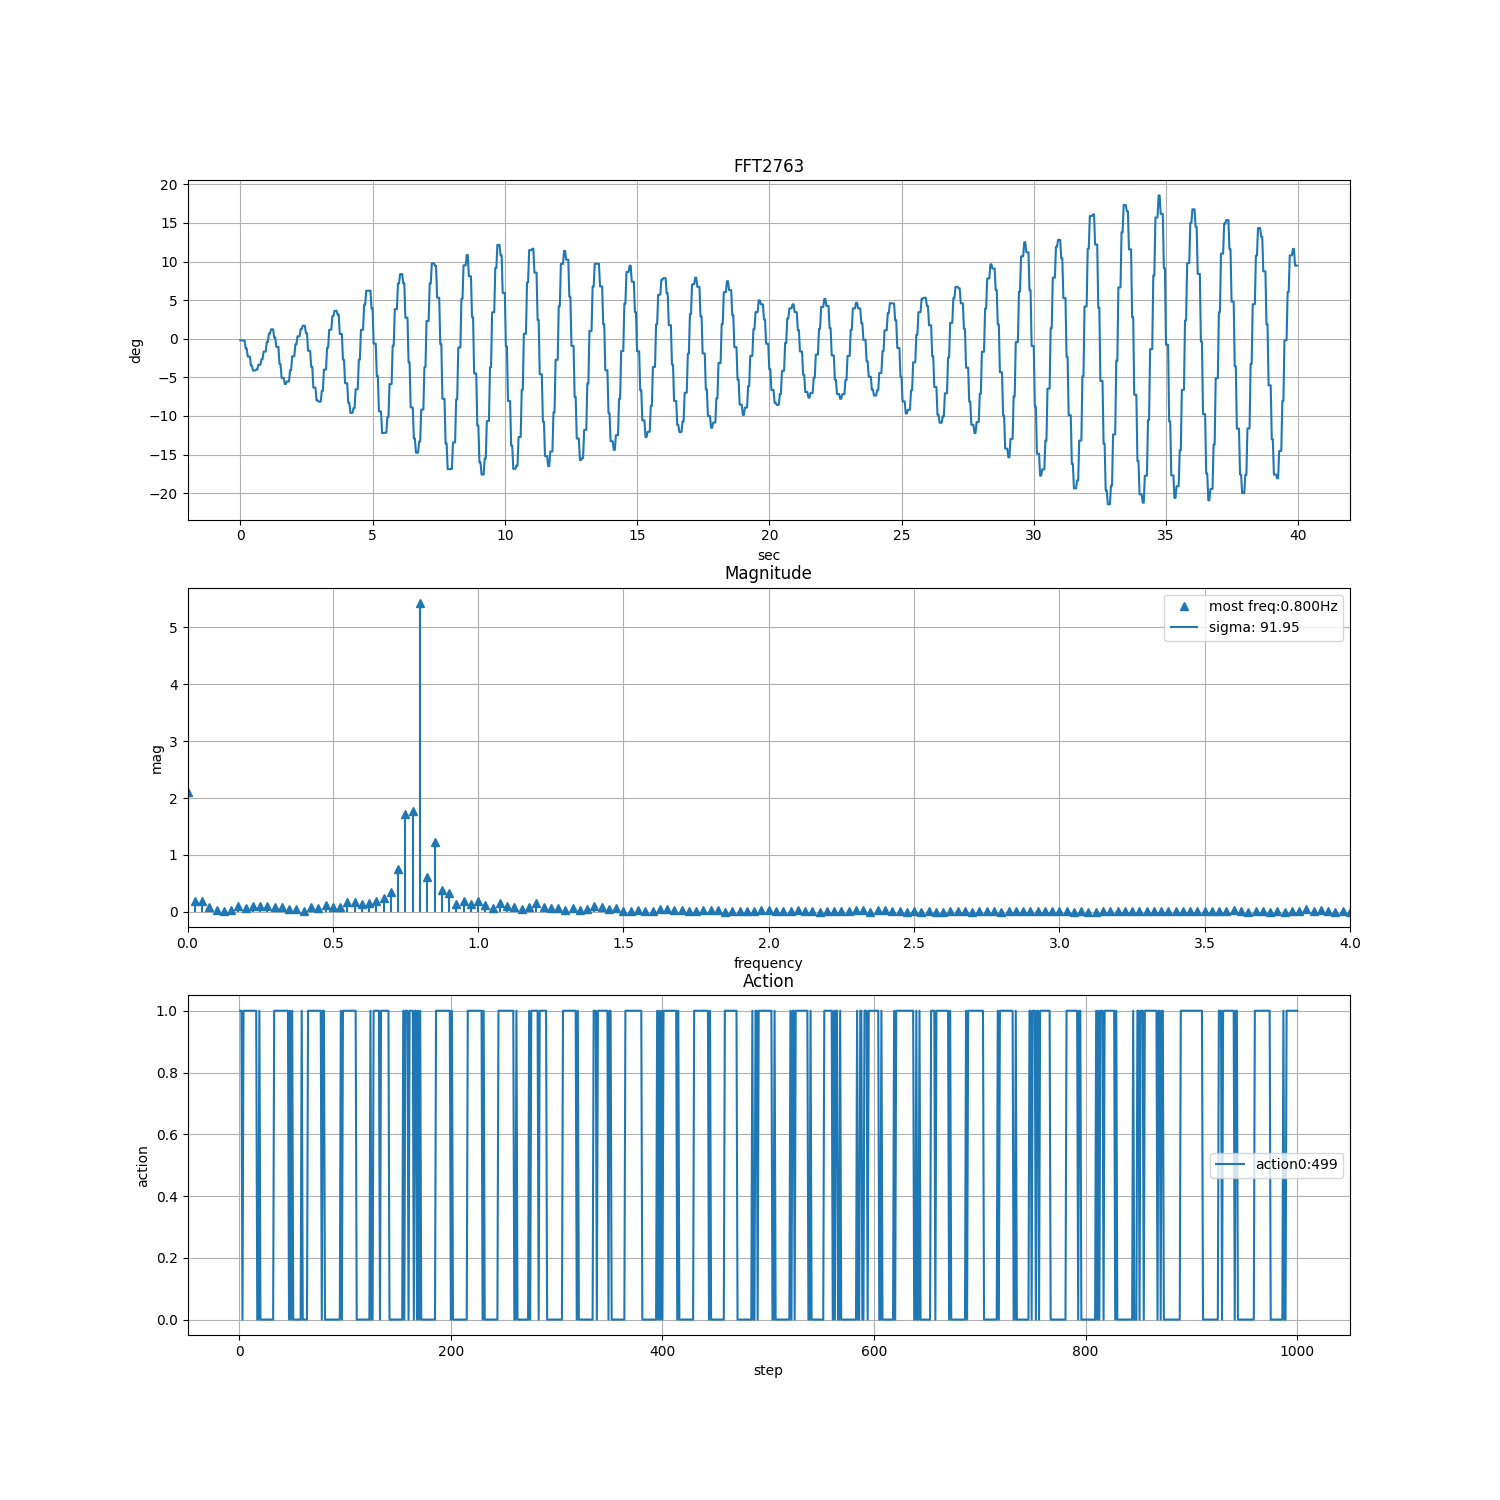 FFT2763
20
15
10
5
0
−5
−10
−15
−20
deg
0 5 10 15 20 25 30 35 40
sec
Magnitude
most freq:0.800Hz
sigma: 91.95
5
4
3
2
1
0
mag
0.0 0.5 1.0 1.5 2.0 2.5 3.0 3.5 4.0
frequency
Action
1.0
0.8
0.6
0.4
0.2
0.0
action
action0:499
0 200 400 600 800 1000
step